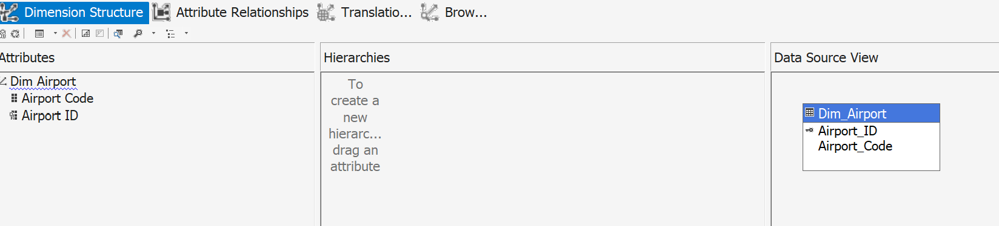 Dimension Structure Attribute Relationships Translatio... Brow...
Attributes
Dim Airport
Airport Code
Airport ID
Hierarchies
To
create a
new
hierarc...
drag an
attribute
Data Source View
Dim_Airport
Airport_ID
Airport_Code